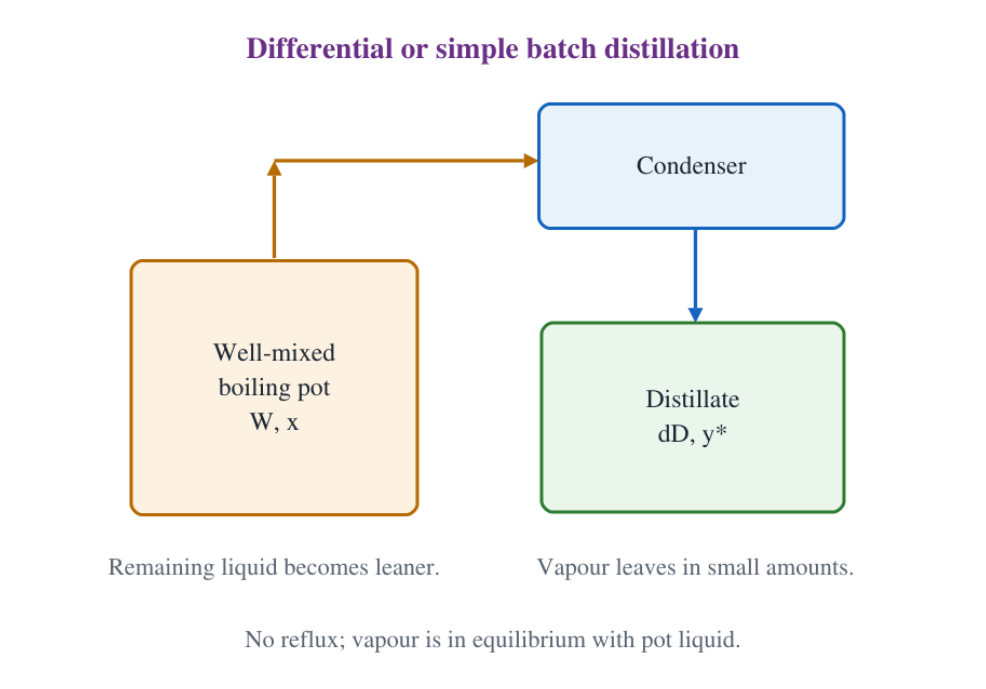 Differential or simple batch distillation
Condenser
Well-mixed
boiling pot
W, x
Distillate
dD, y*
Remaining liquid becomes leaner.
Vapour leaves in small amounts.
No reflux; vapour is in equilibrium with pot liquid.